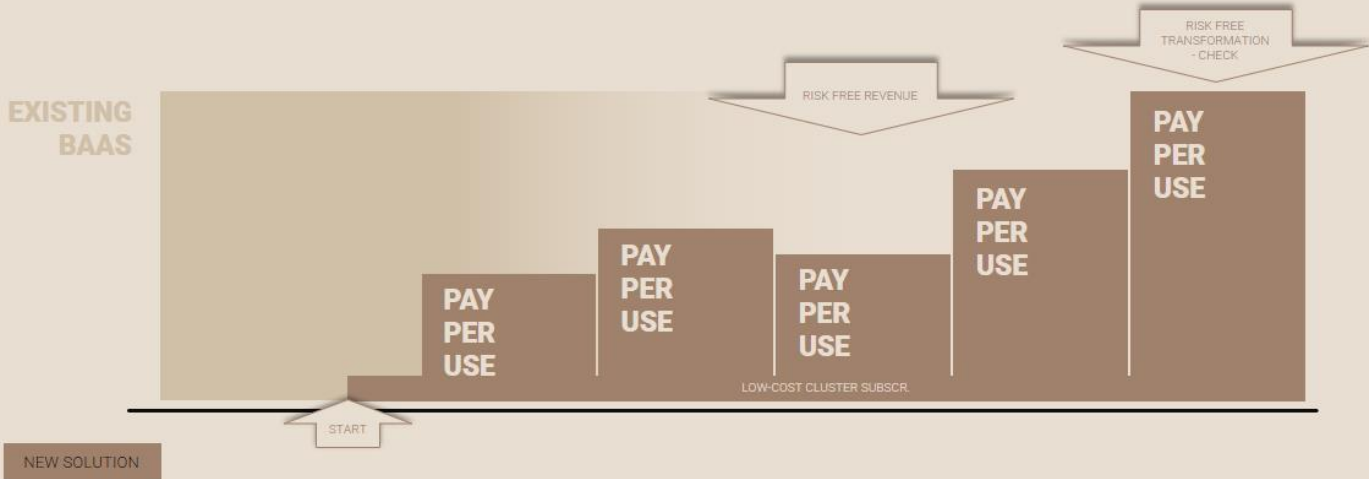 RISK FREE
TRANSFORMATION
- CHECK
RISK FREE REVENUE
EXISTING
BAAS
PAY
PER
USE
PAY
PER
USE
PAY
PER
USE
PAY
PER
USE
PAY
PER
USE
LOW-COST CLUSTER SUBSCR.
START
NEW SOLUTION